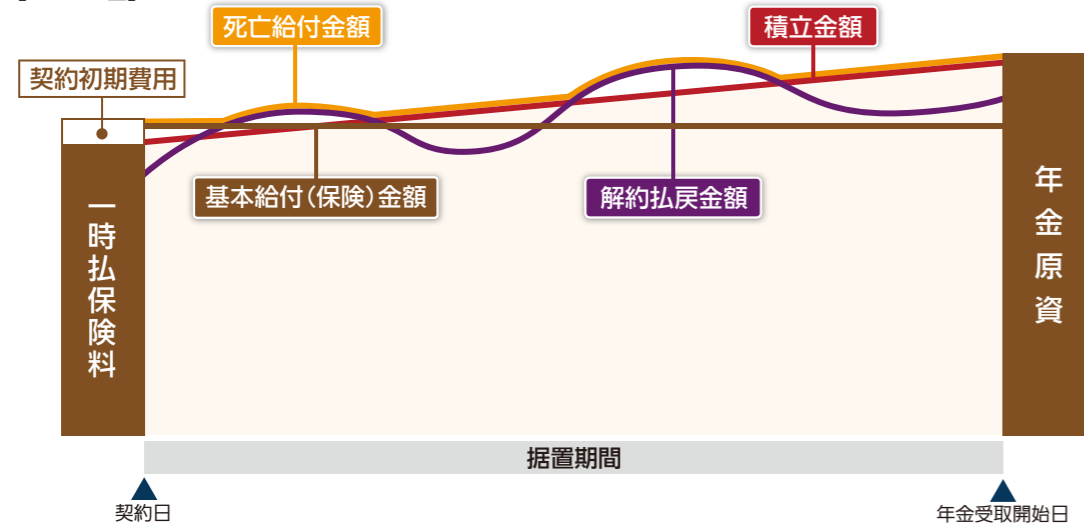 死亡給付金額
積立金額
契約初期費用
基本給付（保険）金額
解約払戻金額
一時払保険料
年金原資
据置期間
契約日
年金受取開始日